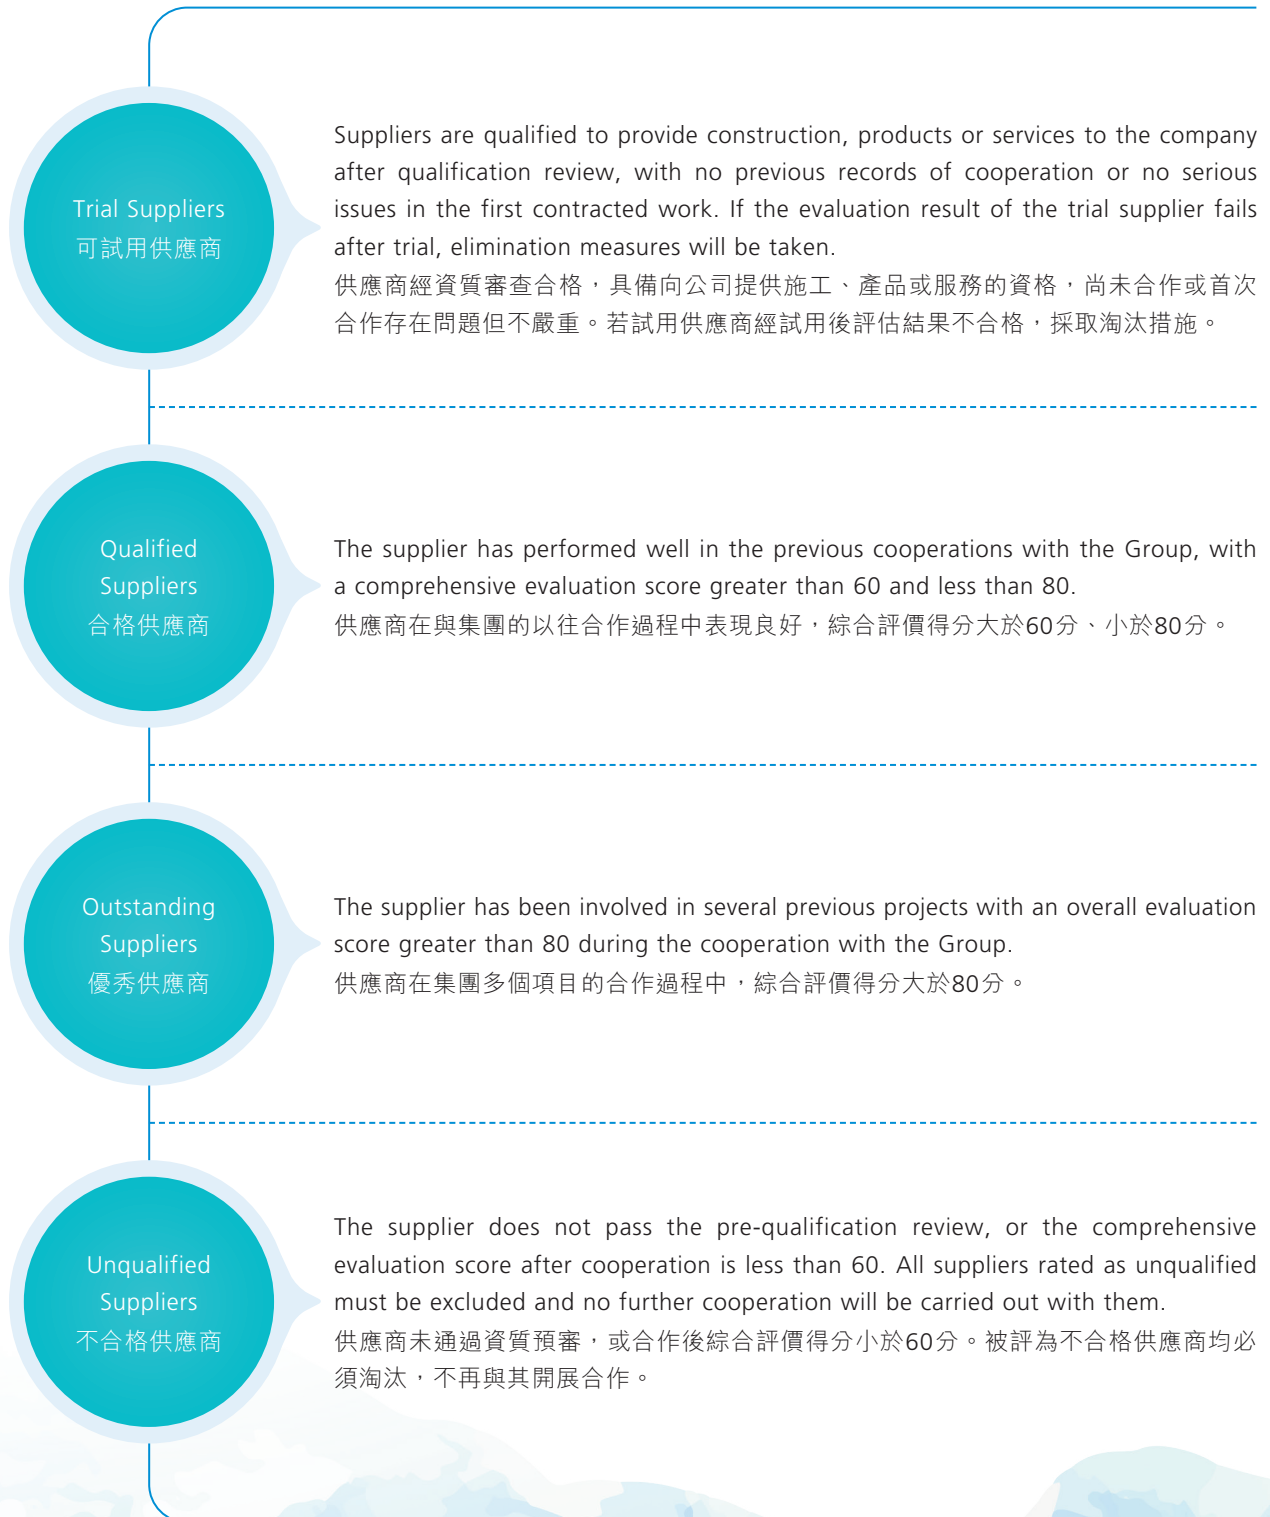 Trial Suppliers
可試用供應商
Suppliers are qualified to provide construction, products or services to the company
after qualification review, with no previous records of cooperation or no serious
issues in the first contracted work. If the evaluation result of the trial supplier fails
after trial, elimination measures will be taken.
供應商經資質審查合格，具備向公司提供施工、產品或服務的資格，尚未合作或首次
合作存在問題但不嚴重。若試用供應商經試用後評估結果不合格，採取淘汰措施。
Qualified
Suppliers
合格供應商
The supplier has performed well in the previous cooperations with the Group, with
a comprehensive evaluation score greater than 60 and less than 80.
供應商在與集團的以往合作過程中表現良好，綜合評價得分大於60分、小於80分。
Outstanding
Suppliers
優秀供應商
The supplier has been involved in several previous projects with an overall evaluation
score greater than 80 during the cooperation with the Group.
供應商在集團多個項目的合作過程中，綜合評價得分大於80分。
Unqualified
Suppliers
不合格供應商
The supplier does not pass the pre-qualification review, or the comprehensive
evaluation score after cooperation is less than 60. All suppliers rated as unqualified
must be excluded and no further cooperation will be carried out with them.
供應商未通過資質預審，或合作後綜合評價得分小於60分。被評為不合格供應商均必
須淘汰，不再與其開展合作。